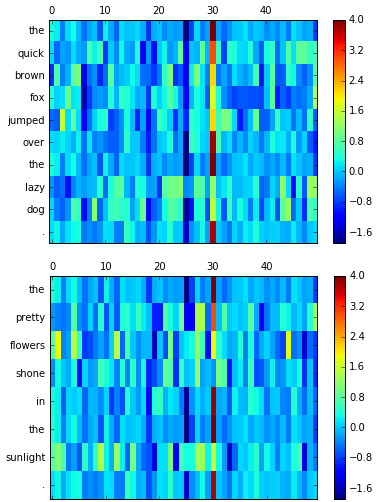 0 10 20 30 40
the
quick
brown
fox
jumped
over
the
lazy
dog
.
4.0
3.2
2.4
1.6
0.8
0.0
−0.8
−1.6
0 10 20 30 40
the
pretty
flowers
shone
in
the
sunlight
.
4.0
3.2
2.4
1.6
0.8
0.0
−0.8
−1.6